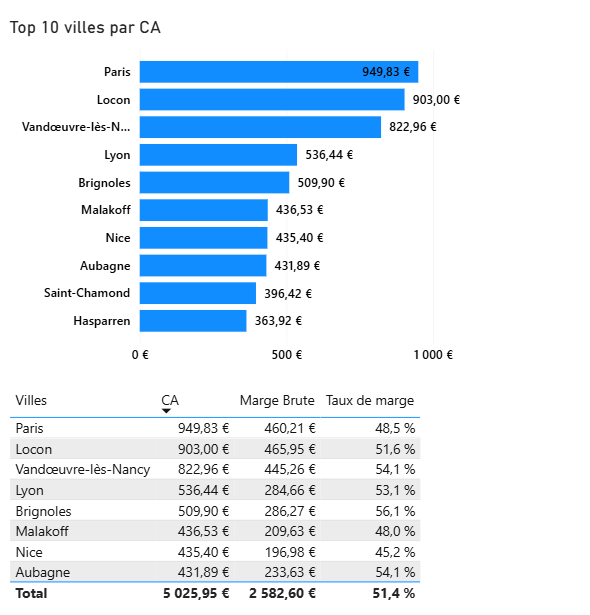 Top 10 villes par CA
Paris 949,83 €
Locon 903,00 €
Vandœuvre-lès-N... 822,96 €
Lyon 536,44 €
Brignoles 509,90 €
Malakoff 436,53 €
Nice 435,40 €
Aubagne 431,89 €
Saint-Chamond 396,42 €
Hasparren 363,92 €
0 € 500 € 1 000 €
Villes CA Marge Brute Taux de marge
Paris 949,83 € 460,21 € 48,5 %
Locon 903,00 € 465,95 € 51,6 %
Vandœuvre-lès-Nancy 822,96 € 445,26 € 54,1 %
Lyon 536,44 € 284,66 € 53,1 %
Brignoles 509,90 € 286,27 € 56,1 %
Malakoff 436,53 € 209,63 € 48,0 %
Nice 435,40 € 196,98 € 45,2 %
Aubagne 431,89 € 233,63 € 54,1 %
Total 5 025,95 € 2 582,60 € 51,4 %